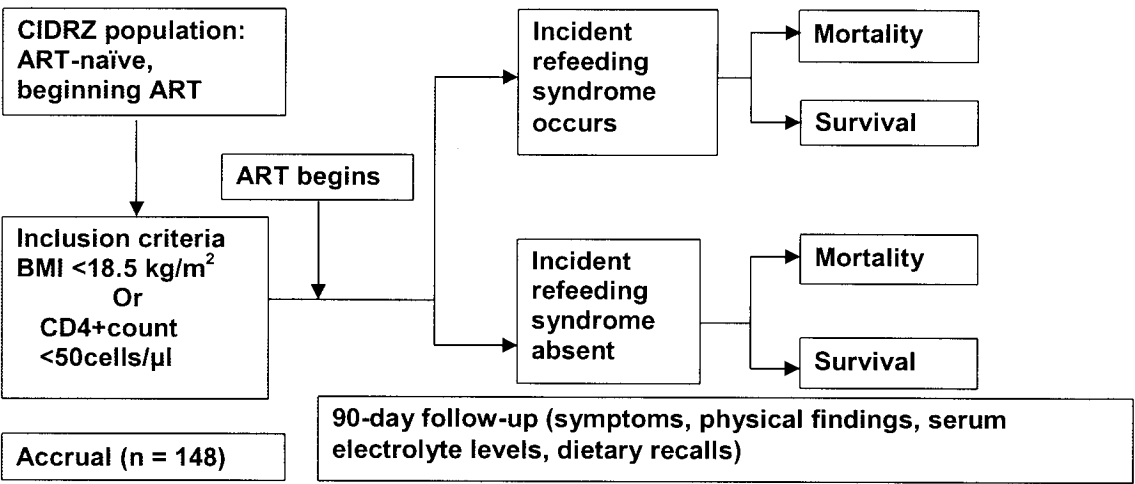 CIDRZ population:
ART-naïve,
beginning ART
ART begins
Inclusion criteria
BMI <18.5 kg/m²
Or
CD4+count
<50cells/µl
Accrual (n = 148)
Incident
refeeding
syndrome
occurs
Mortality
Survival
Incident
refeeding
syndrome
absent
Mortality
Survival
90-day follow-up (symptoms, physical findings, serum
electrolyte levels, dietary recalls)